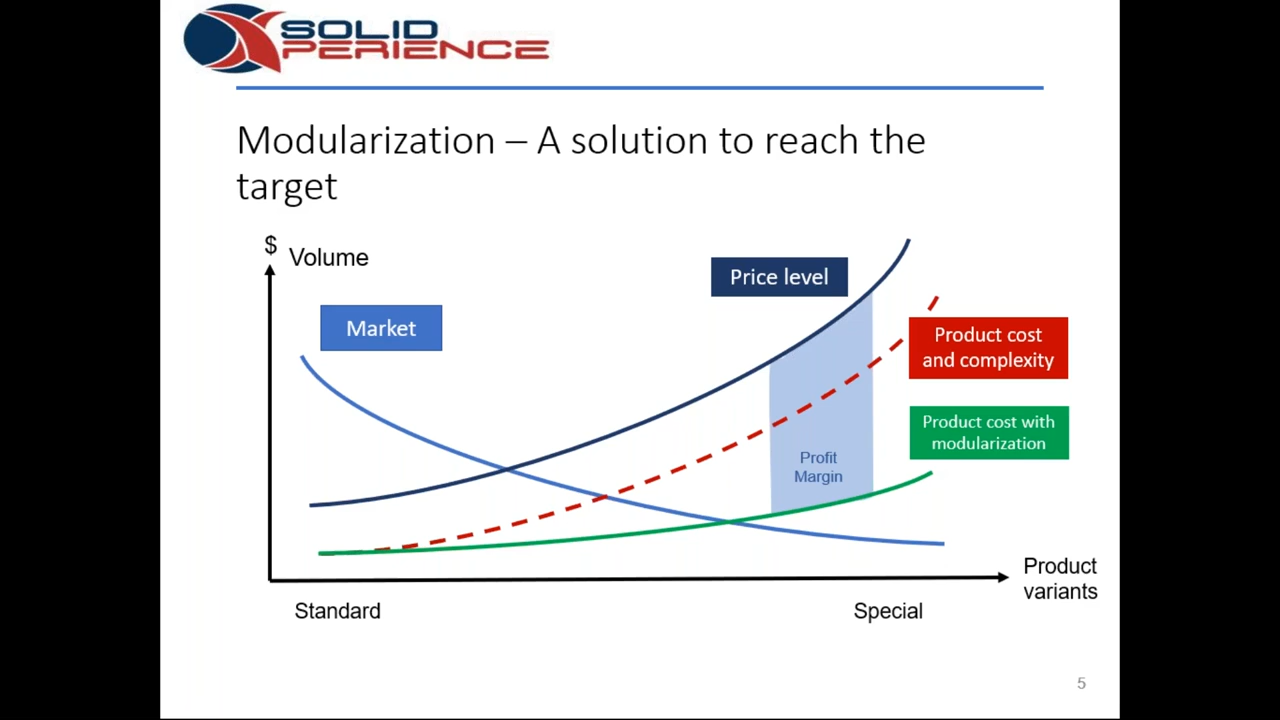 SOLID
XPERIENCE
Modularization – A solution to reach the
target
$ Volume
Market
Price level
Product cost
and complexity
Product cost with
modularization
Profit
Margin
Product
variants
Standard
Special
5